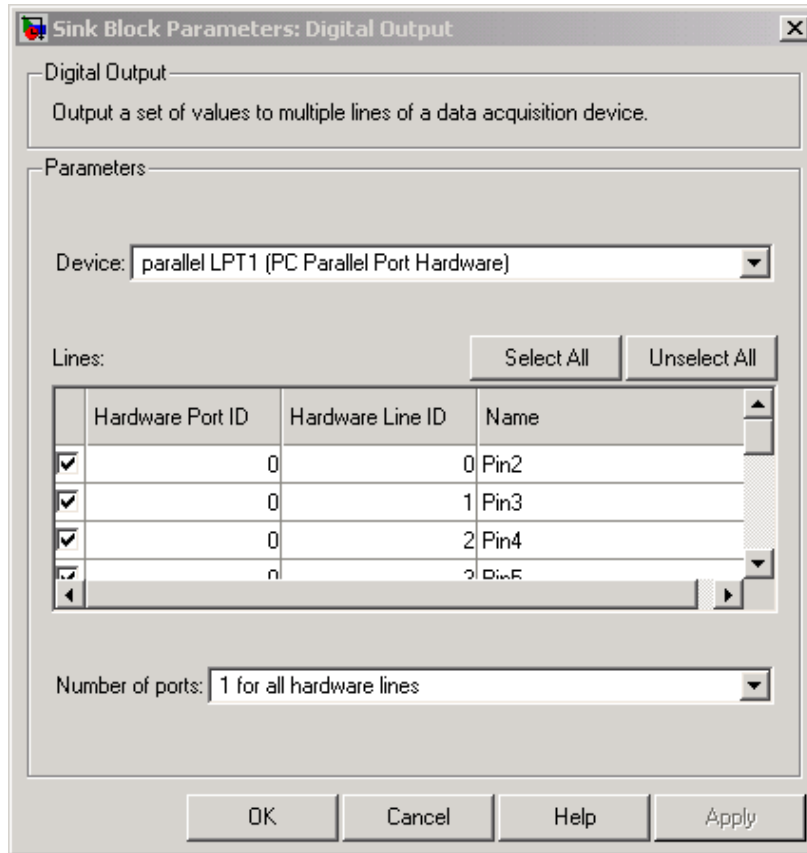 Sink Block Parameters: Digital Output
Digital Output
Output a set of values to multiple lines of a data acquisition device.
Parameters
Device: parallel LPT1 (PC Parallel Port Hardware)
Lines: Select All Unselect All
Hardware Port ID Hardware Line ID Name
0 0 Pin2
0 1 Pin3
0 2 Pin4
0 3 Pin5
Number of ports: 1 for all hardware lines
OK Cancel Help Apply